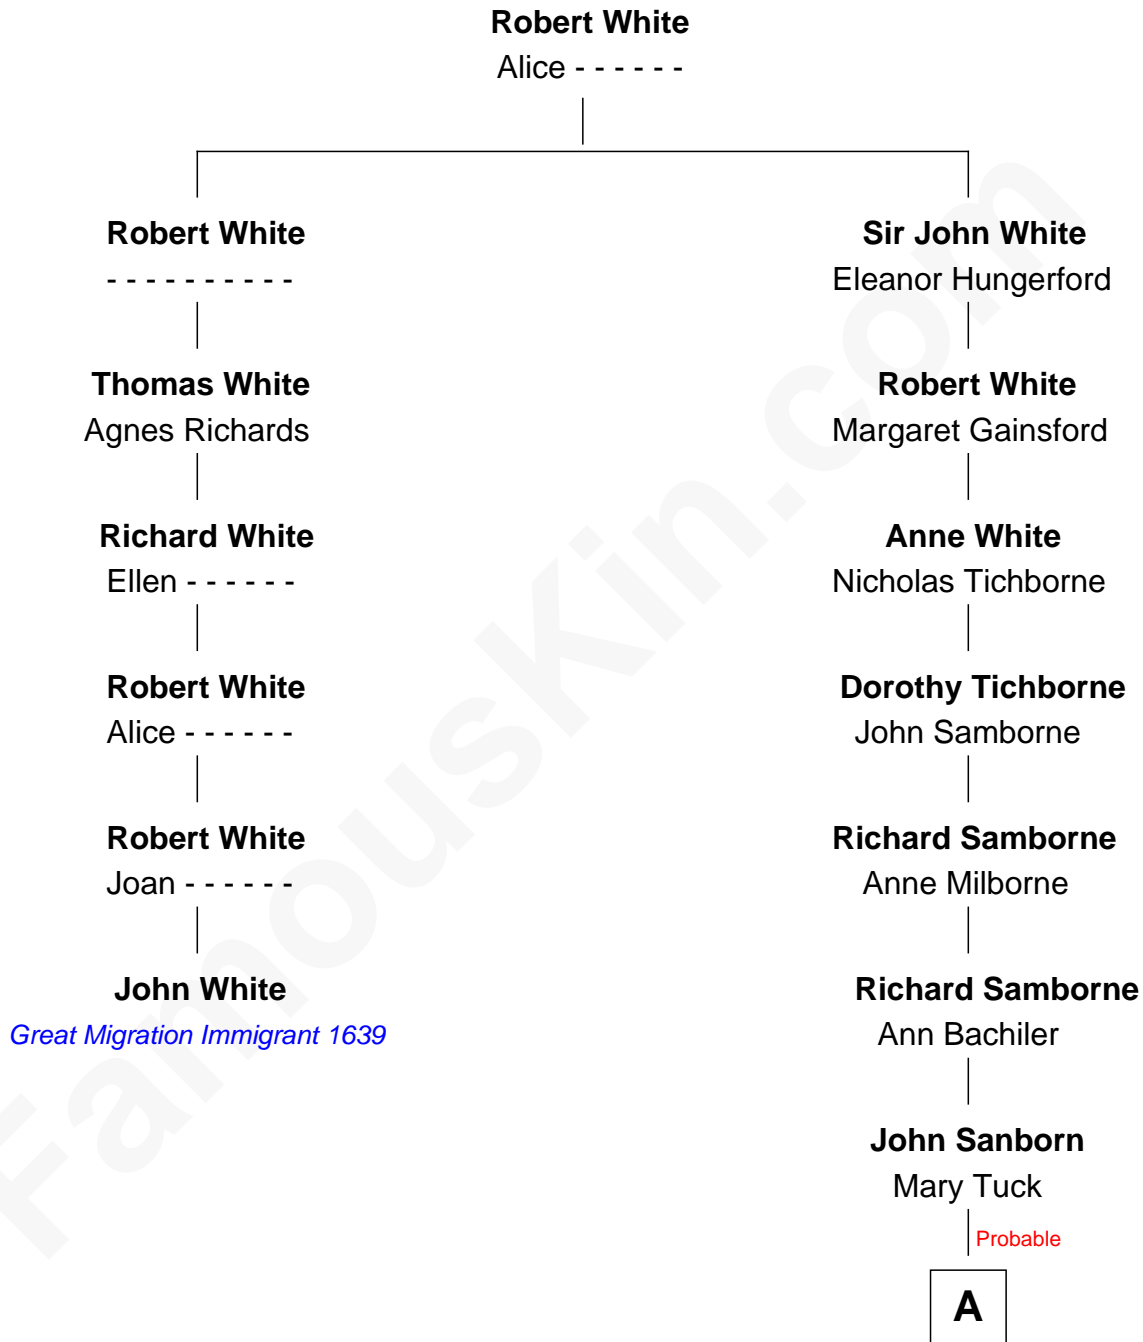 Robert White
Alice - - - - - -
Robert White
- - - - - - - - - -
Thomas White
Agnes Richards
Richard White
Ellen - - - - - -
Robert White
Alice - - - - - -
Robert White
Joan - - - - - -
John White
Great Migration Immigrant 1639
Sir John White
Eleanor Hungerford
Robert White
Margaret Gainsford
Anne White
Nicholas Tichborne
Dorothy Tichborne
John Samborne
Richard Samborne
Anne Milborne
Richard Samborne
Ann Bachiler
John Sanborn
Mary Tuck
Probable
A
FamousKin.com